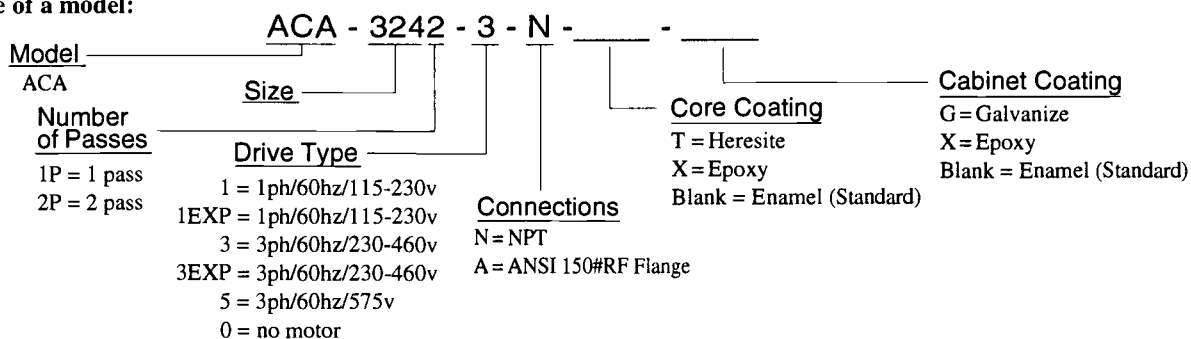 e of a model:
ACA - 3242 - 3 - N -____ - ____
Model
ACA
Size
Number
of Passes
1P = 1 pass
2P = 2 pass
Drive Type
1 = 1ph/60hz/115-230v
1EXP = 1ph/60hz/115-230v
3 = 3ph/60hz/230-460v
3EXP = 3ph/60hz/230-460v
5 = 3ph/60hz/575v
0 = no motor
Connections
N = NPT
A = ANSI 150#RF Flange
Core Coating
T = Heresite
X = Epoxy
Blank = Enamel (Standard)
Cabinet Coating
G = Galvanize
X = Epoxy
Blank = Enamel (Standard)